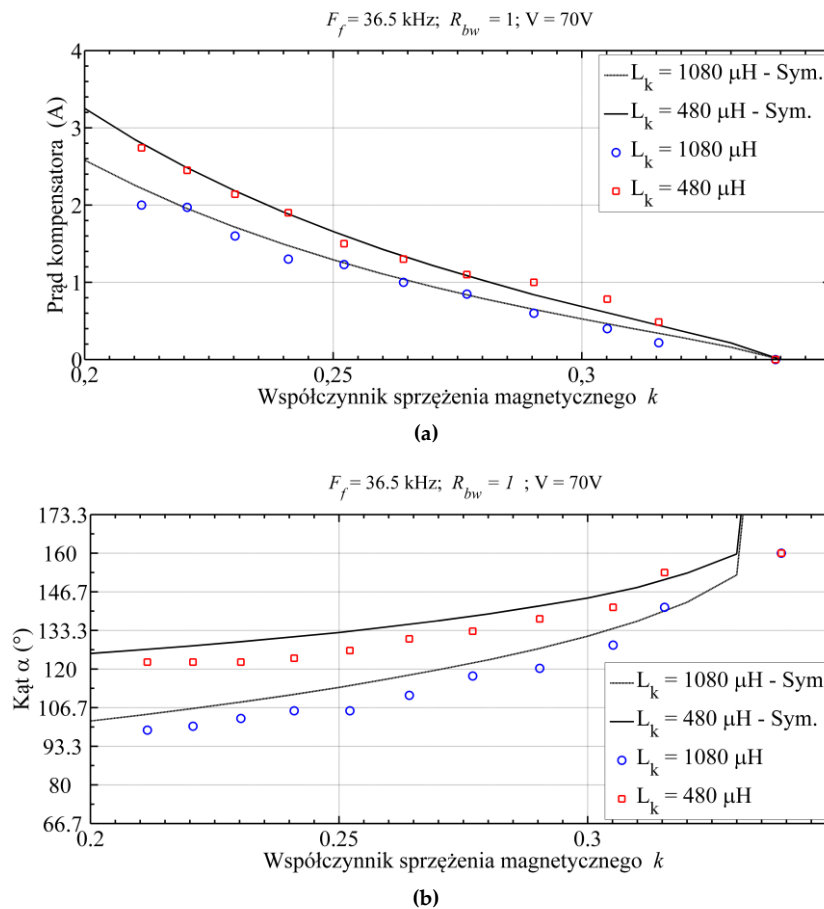 F_f = 36.5 kHz; R_bw = 1; V = 70V
4
3
2
1
0
Prąd kompensatora (A)
L_k = 1080 μH - Sym.
L_k = 480 μH - Sym.
L_k = 1080 μH
L_k = 480 μH
0,2
0,25
0,3
Współczynnik sprzężenia magnetycznego k
(a)
F_f = 36.5 kHz; R_bw = 1 ; V = 70V
173.3
160
146.7
133.3
120
106.7
93.3
80
66.7
Kąt α (°)
L_k = 1080 μH - Sym.
L_k = 480 μH - Sym.
L_k = 1080 μH
L_k = 480 μH
0.2
0.25
0.3
Współczynnik sprzężenia magnetycznego k
(b)